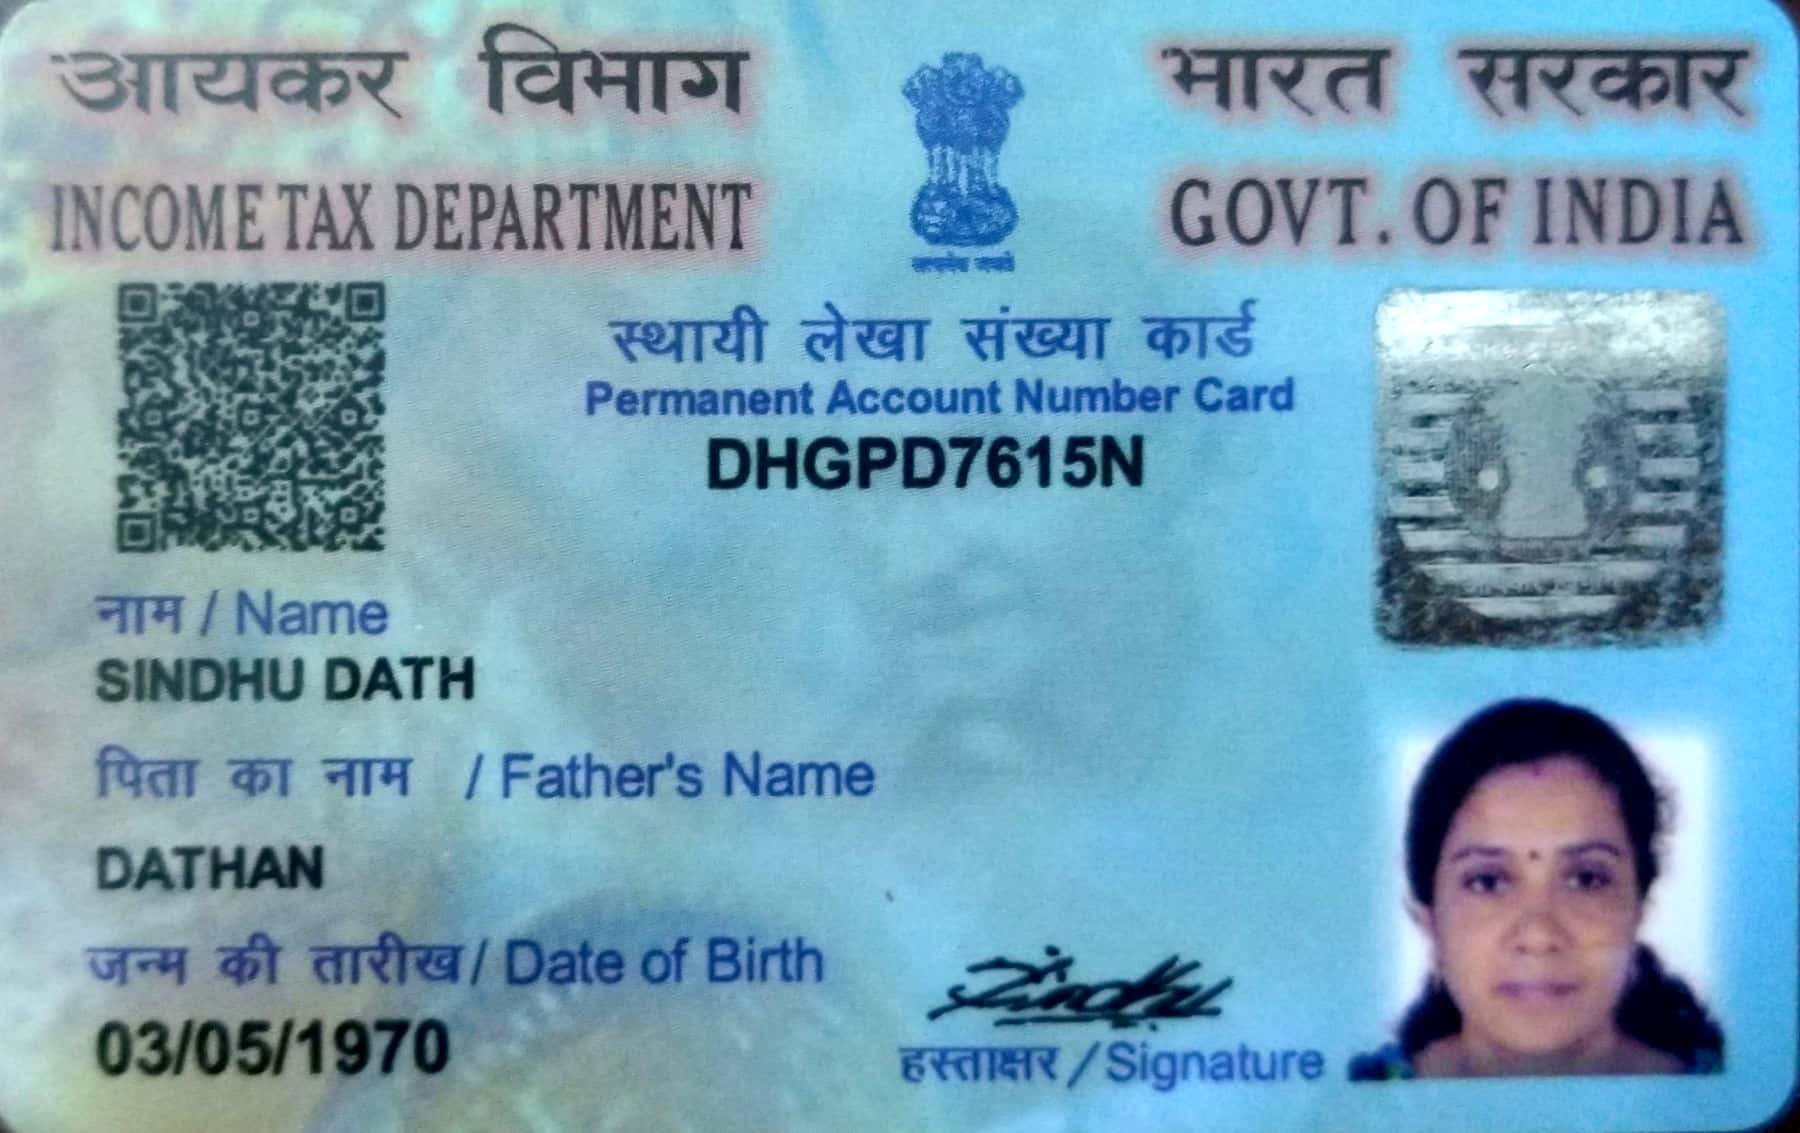 आयकर विभाग
INCOME TAX DEPARTMENT
भारत सरकार
GOVT. OF INDIA
सत्यमेव जयते
स्थायी लेखा संख्या कार्ड
Permanent Account Number Card
DHGPD7615N
नाम / Name
SINDHU DATH
पिता का नाम / Father's Name
DATHAN
जन्म की तारीख / Date of Birth
03/05/1970
Sindhu
हस्ताक्षर / Signature